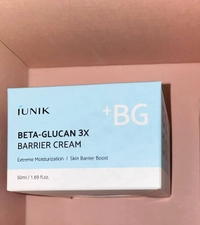 iUNIK
+BG
BETA-GLUCAN 3X
BARRIER CREAM
Extreme Moisturization / Skin Barrier Boost
50ml / 1.69 fl.oz.